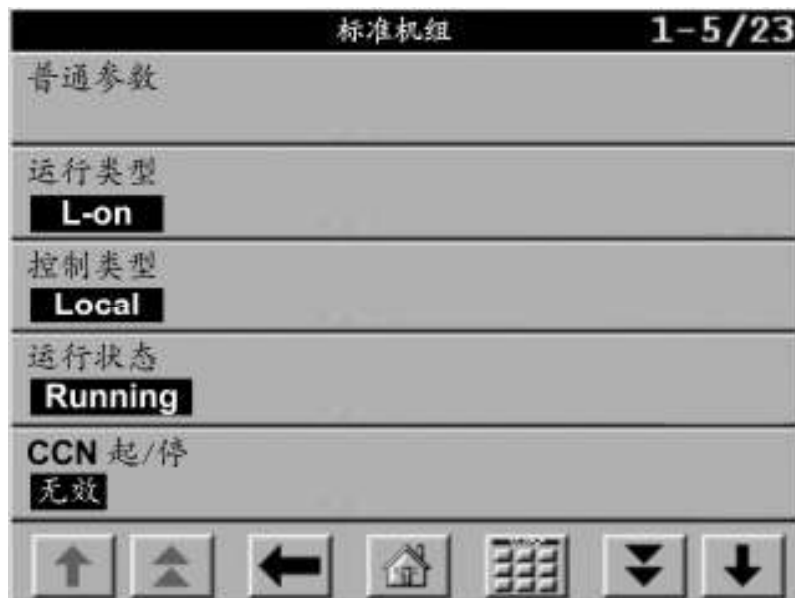 标准机组 1-5/23
普通参数
运行类型
L-on
控制类型
Local
运行状态
Running
CCN 起/停
无效